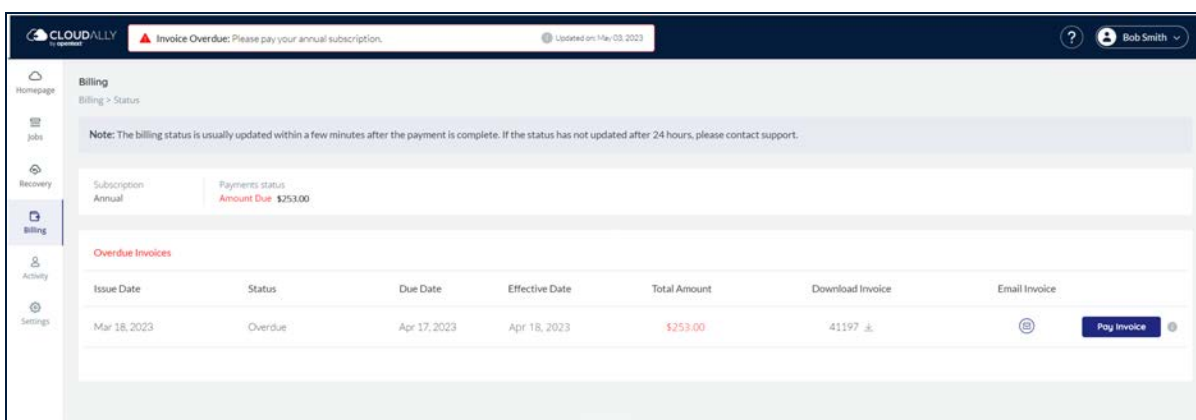 CLOUDALLY
by opentext
Invoice Overdue: Please pay your annual subscription.
Updated on: May 03, 2023
?
Bob Smith
Homepage
Jobs
Recovery
Billing
Activity
Settings
Billing
Billing > Status
Note: The billing status is usually updated within a few minutes after the payment is complete. If the status has not updated after 24 hours, please contact support.
Subscription
Annual
Payments status
Amount Due $253.00
Overdue Invoices
Issue Date Status Due Date Effective Date Total Amount Download Invoice Email Invoice
Mar 18, 2023 Overdue Apr 17, 2023 Apr 18, 2023 $253.00 41197 Pay Invoice